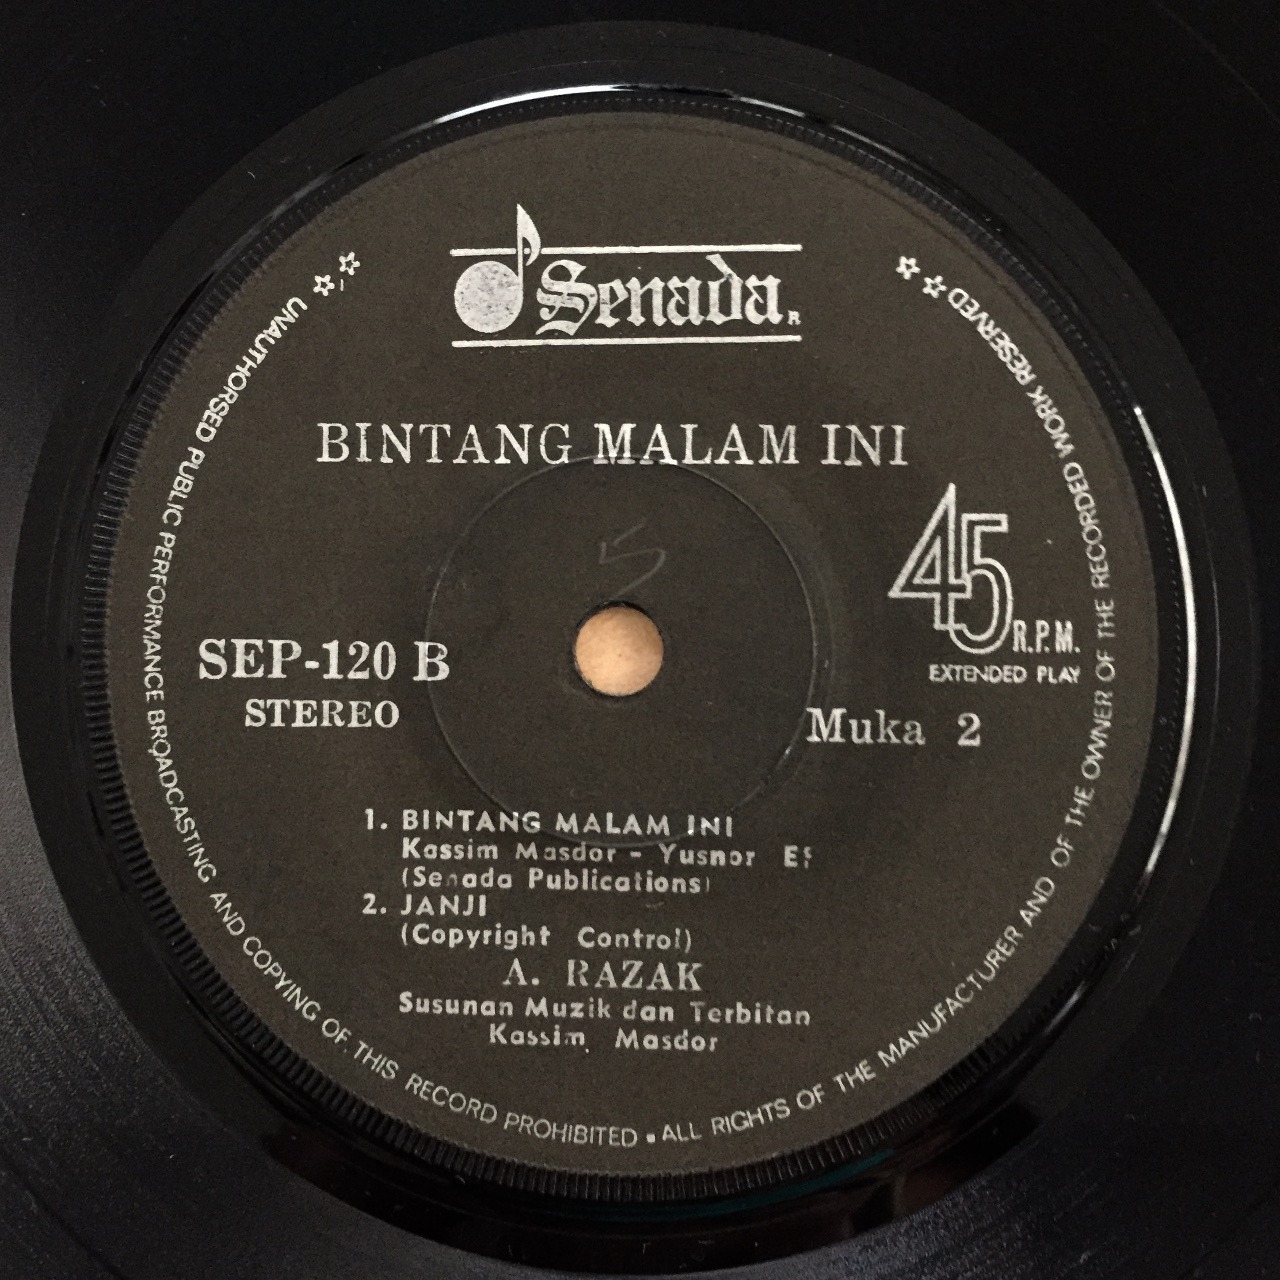 Senada R
BINTANG MALAM INI
45 R.P.M.
EXTENDED PLAY
SEP-120 B
STEREO
Muka 2
1. BINTANG MALAM INI
Kassim Masdor - Yusnor
(Senada Publications)
2. JANJI
(Copyright Control)
A. RAZAK
Susunan Muzik dan Terbitan
Kassim Masdor
UNAUTHORSED PUBLIC PERFORMANCE BROADCASTING AND COPYING OF THIS RECORD PROHIBITED • ALL RIGHTS OF THE MANUFACTURER AND OF THE OWNER OF THE RECORDED WORK RESERVED
5